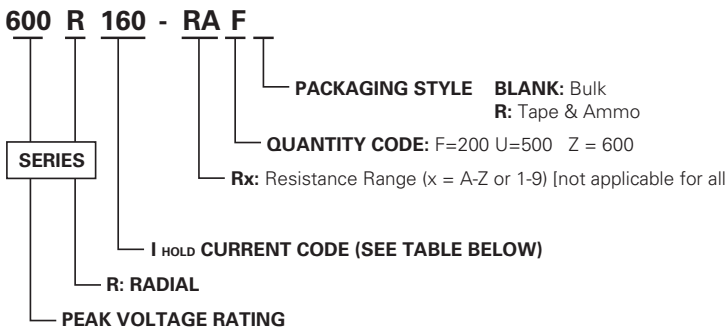 600 R 160 - RA F
PACKAGING STYLE BLANK: Bulk
R: Tape & Ammo
QUANTITY CODE: F=200 U=500 Z = 600
SERIES
Rx: Resistance Range (x = A-Z or 1-9) [not applicable for all
I HOLD CURRENT CODE (SEE TABLE BELOW)
R: RADIAL
PEAK VOLTAGE RATING